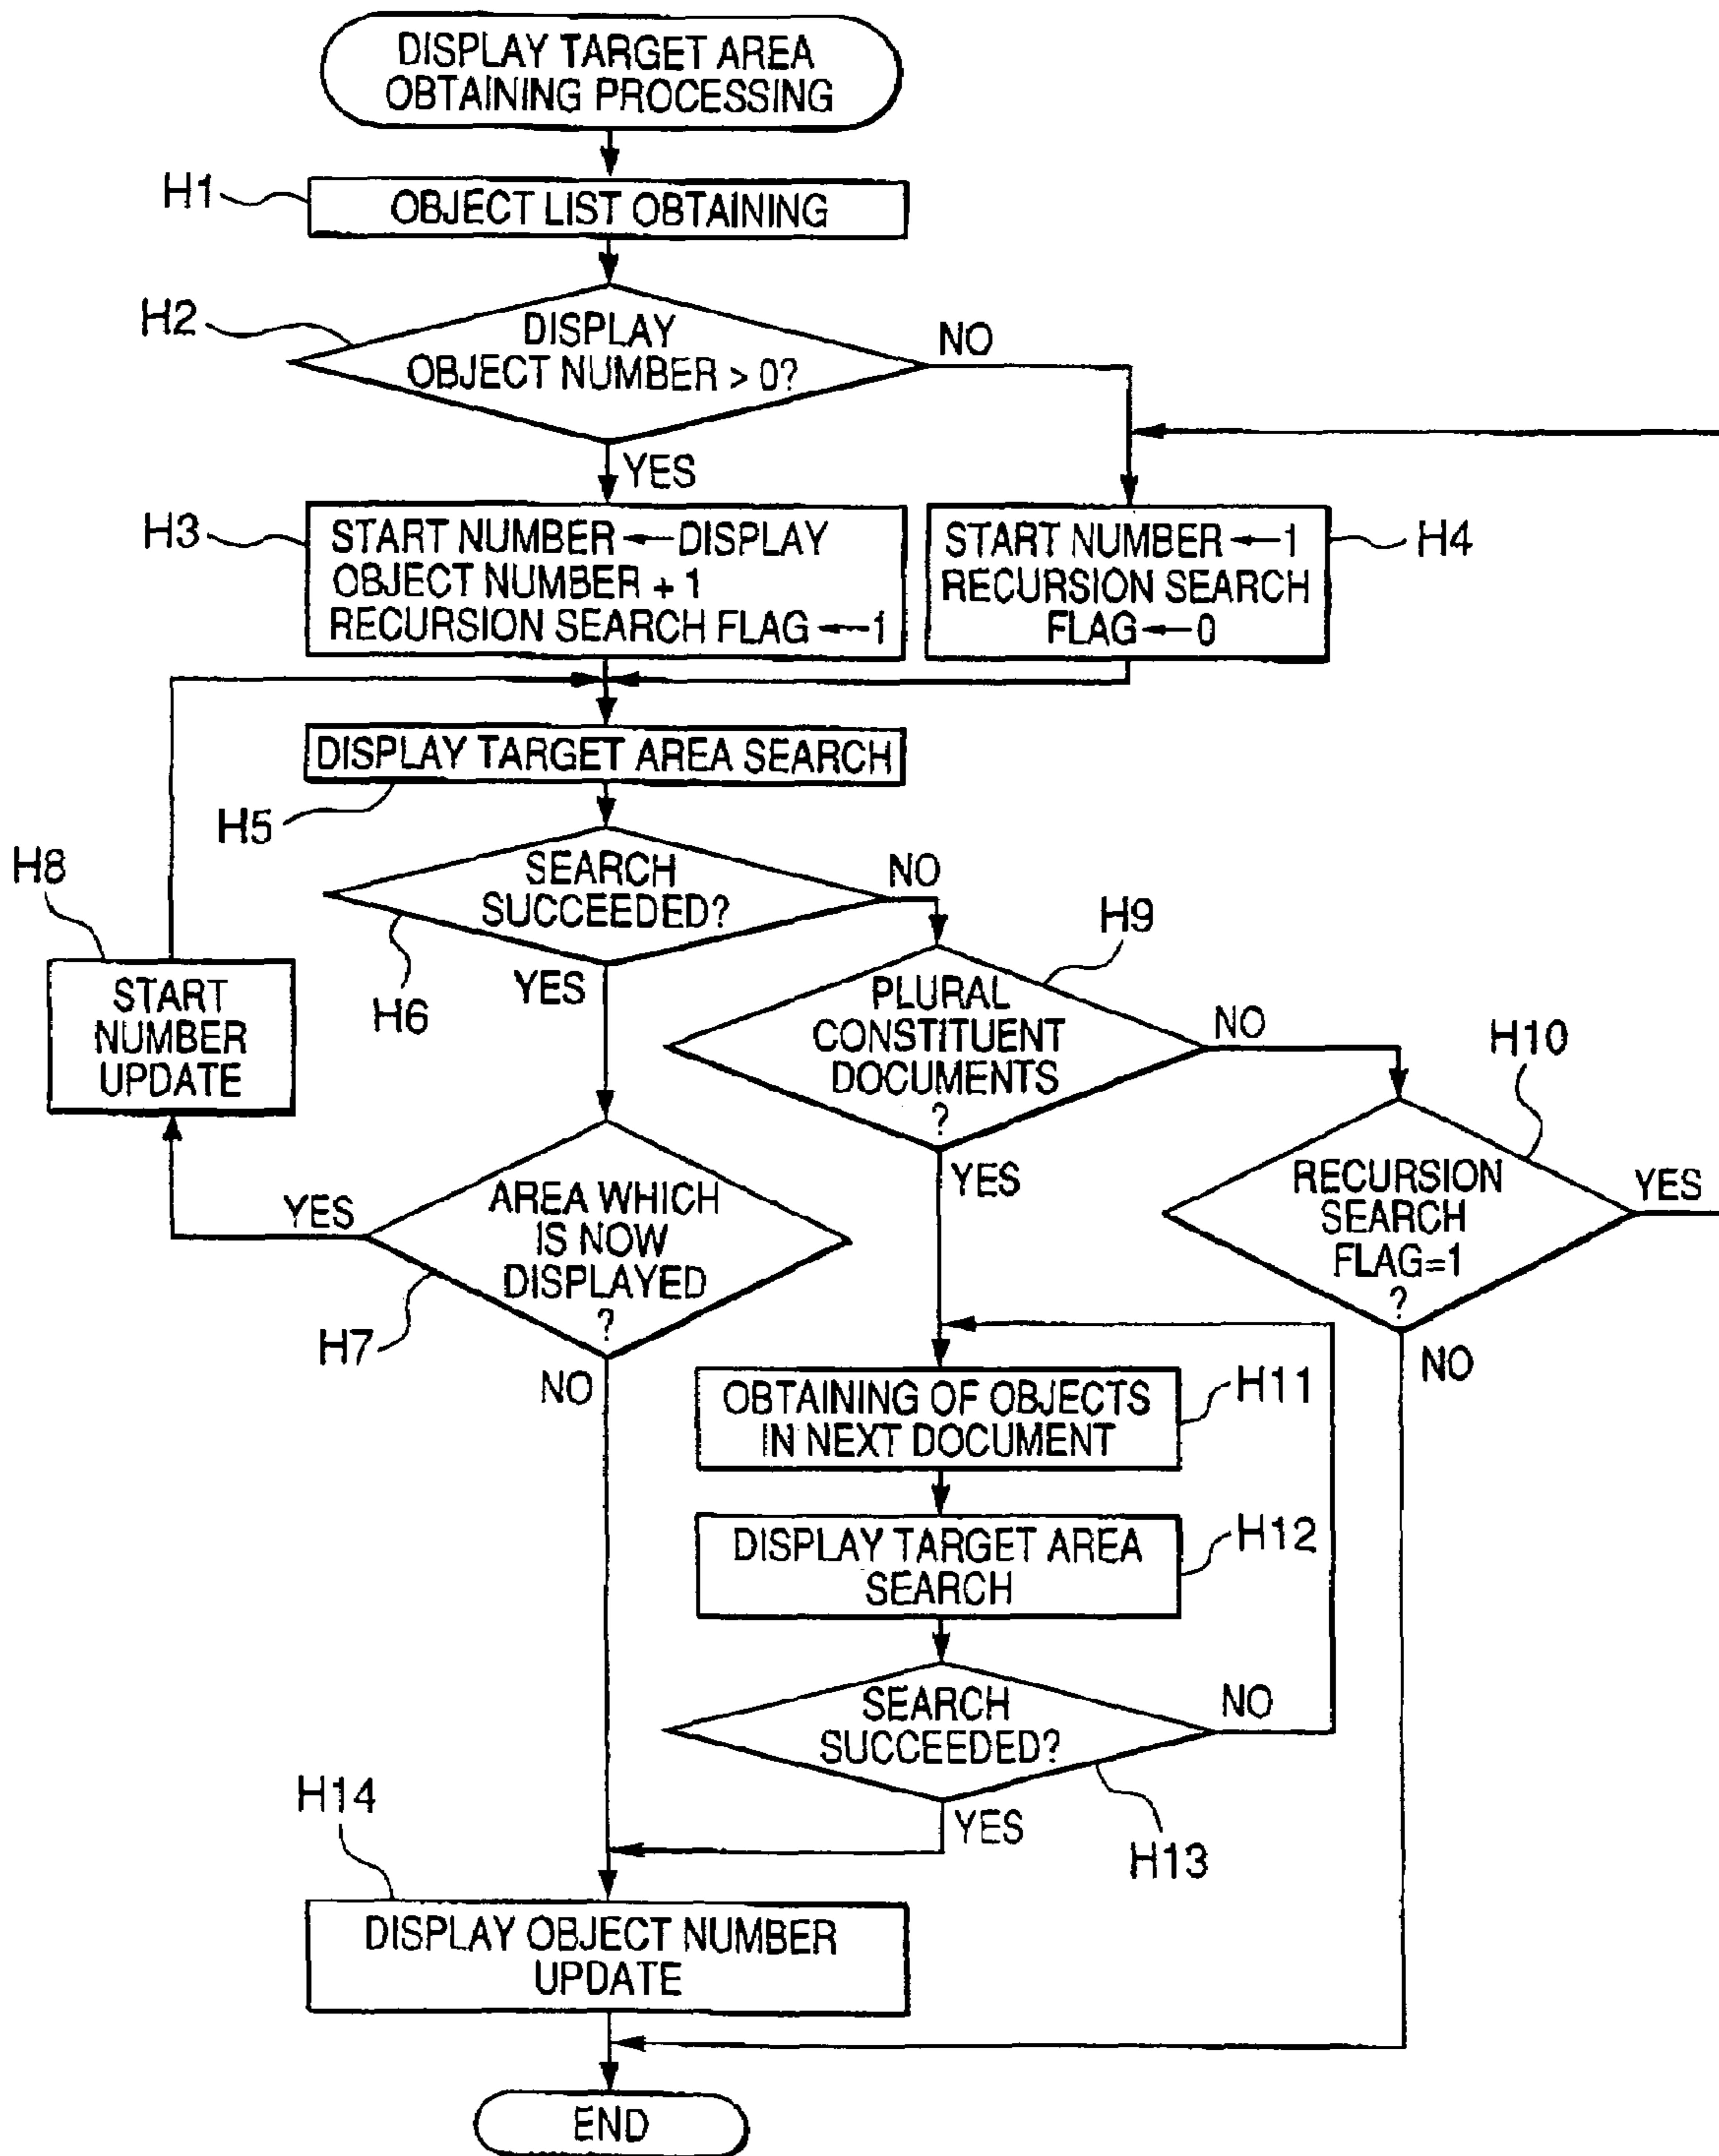 DISPLAY TARGET AREA
OBTAINING PROCESSING
H1
OBJECT LIST OBTAINING
H2
DISPLAY
OBJECT NUMBER > 0?
NO
YES
H3
START NUMBER ← DISPLAY
OBJECT NUMBER + 1
RECURSION SEARCH FLAG ← 1
START NUMBER ← 1
RECURSION SEARCH
FLAG ← 0
H4
DISPLAY TARGET AREA SEARCH
H5
H8
SEARCH
SUCCEEDED?
NO
H6
YES
START
NUMBER
UPDATE
H9
PLURAL
CONSTITUENT
DOCUMENTS
?
NO
YES
H10
RECURSION
SEARCH
FLAG=1
?
YES
NO
AREA WHICH
IS NOW
DISPLAYED
?
YES
H7
NO
OBTAINING OF OBJECTS
IN NEXT DOCUMENT
H11
DISPLAY TARGET AREA
SEARCH
H12
SEARCH
SUCCEEDED?
NO
YES
H13
H14
DISPLAY OBJECT NUMBER
UPDATE
END